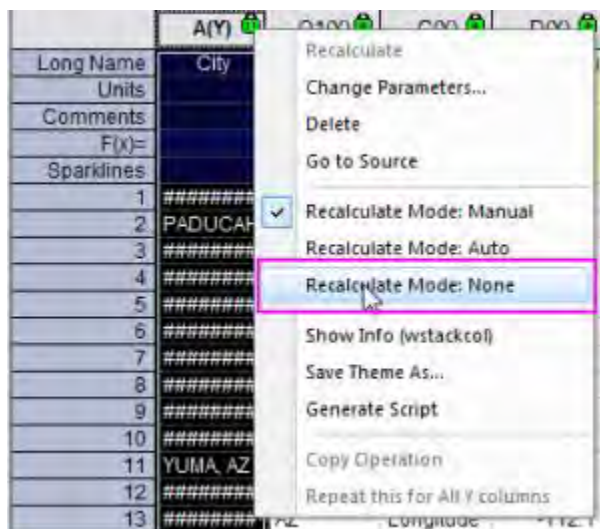 A(Y)
Long Name City
Units
Comments
F(x)=
Sparklines
1 ########
2 PADUCAH
3 ########
4 ########
5 ########
6 ########
7 ########
8 ########
9 ########
10 ########
11 YUMA, AZ
12 ########
13 ######## AZ Longitude
Recalculate
Change Parameters...
Delete
Go to Source
Recalculate Mode: Manual
Recalculate Mode: Auto
Recalculate Mode: None
Show Info (wstackcol)
Save Theme As...
Generate Script
Copy Operation
Repeat this for All Y columns